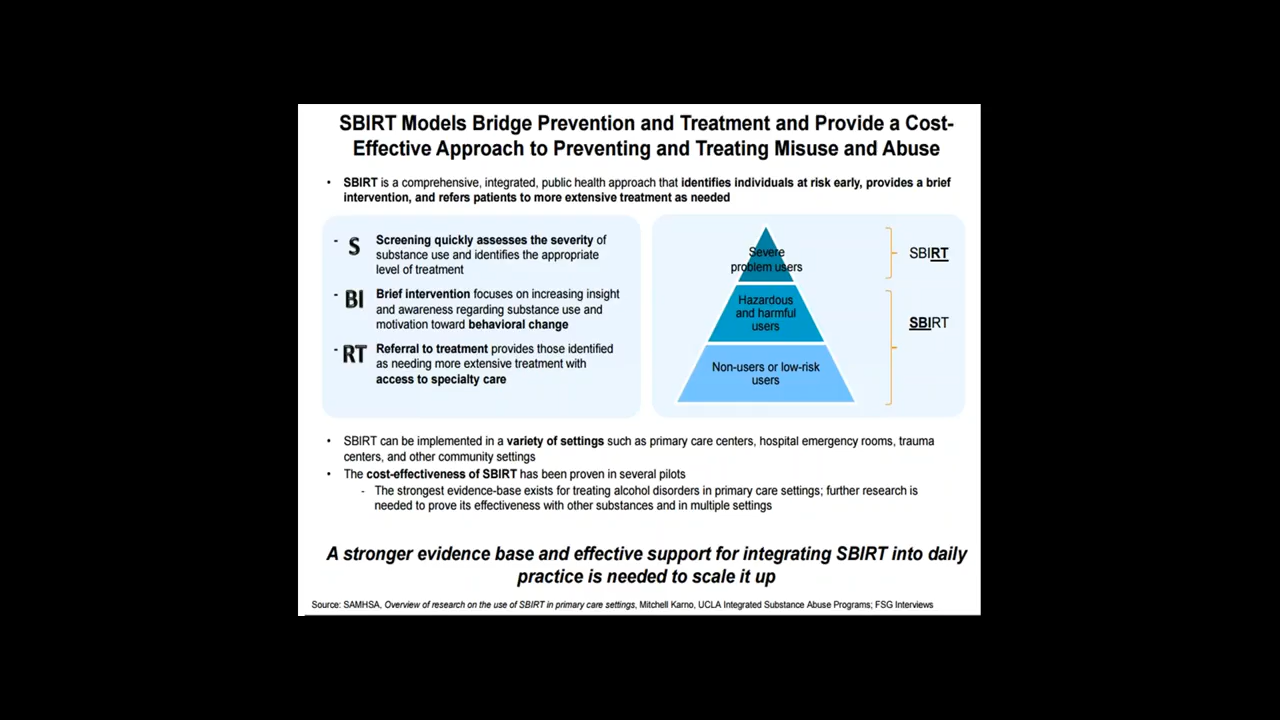 SBIRT Models Bridge Prevention and Treatment and Provide a Cost-
Effective Approach to Preventing and Treating Misuse and Abuse
• SBIRT is a comprehensive, integrated, public health approach that identifies individuals at risk early, provides a brief
intervention, and refers patients to more extensive treatment as needed
- S Screening quickly assesses the severity of
substance use and identifies the appropriate
level of treatment
- BI Brief intervention focuses on increasing insight
and awareness regarding substance use and
motivation toward behavioral change
- RT Referral to treatment provides those identified
as needing more extensive treatment with
access to specialty care
Severe
problem users
SBIRT
Hazardous
and harmful
users
SBIRT
Non-users or low-risk
users
• SBIRT can be implemented in a variety of settings such as primary care centers, hospital emergency rooms, trauma
centers, and other community settings
• The cost-effectiveness of SBIRT has been proven in several pilots
- The strongest evidence-base exists for treating alcohol disorders in primary care settings; further research is
needed to prove its effectiveness with other substances and in multiple settings
A stronger evidence base and effective support for integrating SBIRT into daily
practice is needed to scale it up
Source: SAMHSA, Overview of research on the use of SBIRT in primary care settings, Mitchell Karno, UCLA Integrated Substance Abuse Programs; FSG Interviews